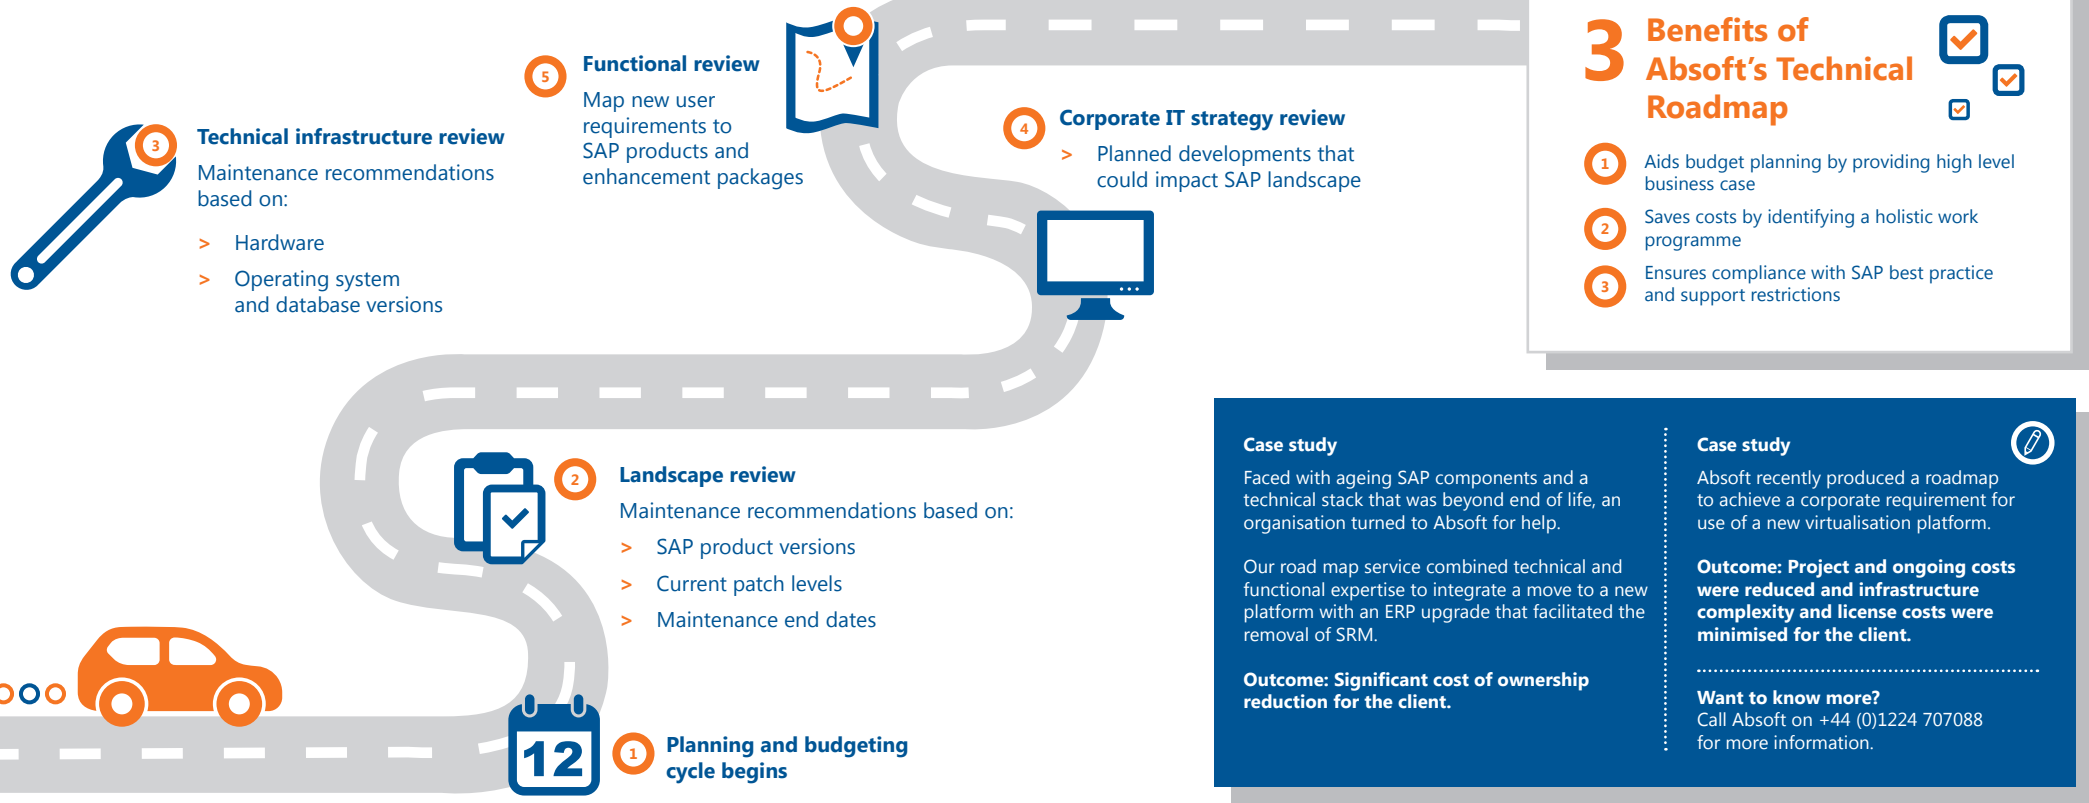 5
Functional review
Map new user
requirements to
SAP products and
enhancement packages
3
Technical infrastructure review
Maintenance recommendations
based on:
> Hardware
> Operating system
and database versions
4
Corporate IT strategy review
> Planned developments that
could impact SAP landscape
2
Landscape review
Maintenance recommendations based on:
> SAP product versions
> Current patch levels
> Maintenance end dates
12
1
Planning and budgeting
cycle begins
3
Benefits of
Absoft’s Technical
Roadmap
1
Aids budget planning by providing high level
business case
2
Saves costs by identifying a holistic work
programme
3
Ensures compliance with SAP best practice
and support restrictions
Case study
Faced with ageing SAP components and a
technical stack that was beyond end of life, an
organisation turned to Absoft for help.
Our road map service combined technical and
functional expertise to integrate a move to a new
platform with an ERP upgrade that facilitated the
removal of SRM.
Outcome: Significant cost of ownership
reduction for the client.
Case study
Absoft recently produced a roadmap
to achieve a corporate requirement for
use of a new virtualisation platform.
Outcome: Project and ongoing costs
were reduced and infrastructure
complexity and license costs were
minimised for the client.
Want to know more?
Call Absoft on +44 (0)1224 707088
for more information.